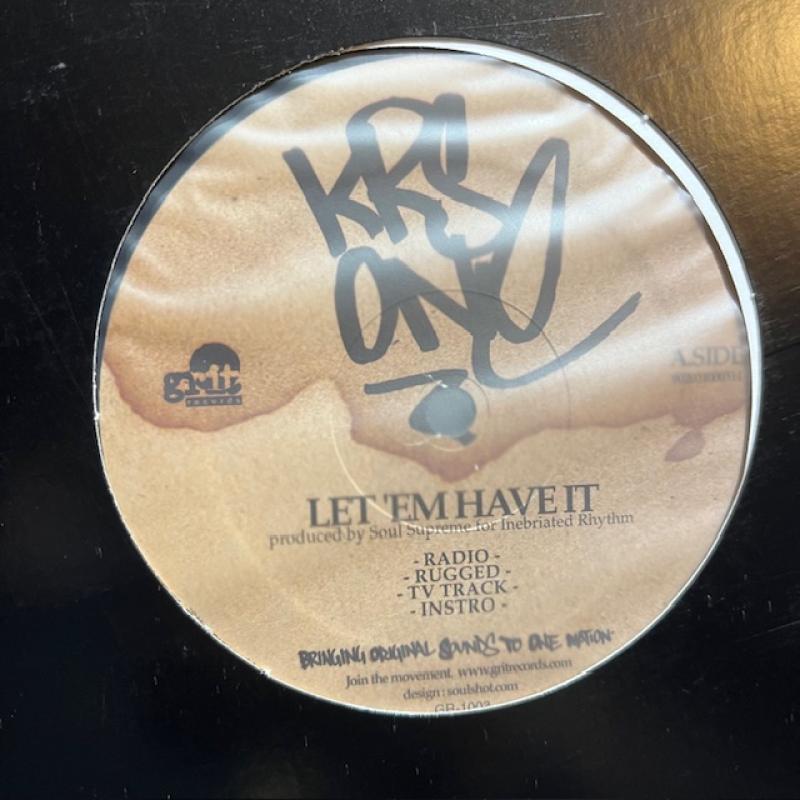 KRS
ONE
grit
records
A.SIDE
LET 'EM HAVE IT
produced by Soul Supreme for Inebriated Rhythm
- RADIO -
- RUGGED -
- TV TRACK -
- INSTRO -
BRINGING ORIGINAL SOUNDS TO ONE NATION
Join the movement. www.gritrecords.com
design : soulshot.com